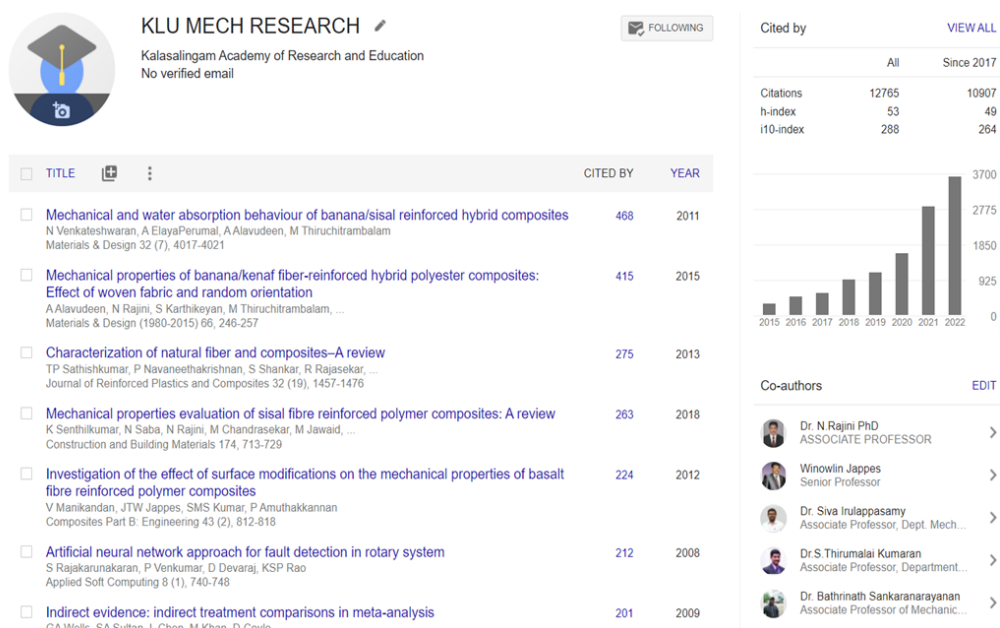 KLU MECH RESEARCH
FOLLOWING
Kalasalingam Academy of Research and Education
No verified email
TITLE
CITED BY
YEAR
Mechanical and water absorption behaviour of banana/sisal reinforced hybrid composites
468
2011
N Venkateshwaran, A ElayaPerumal, A Alavudeen, M Thiruchitrambalam
Materials & Design 32 (7), 4017-4021
Mechanical properties of banana/kenaf fiber-reinforced hybrid polyester composites:
415
2015
Effect of woven fabric and random orientation
A Alavudeen, N Rajini, S Karthikeyan, M Thiruchitrambalam, ...
Materials & Design (1980-2015) 66, 246-257
Characterization of natural fiber and composites–A review
275
2013
TP Sathishkumar, P Navaneethakrishnan, S Shankar, R Rajasekar, ...
Journal of Reinforced Plastics and Composites 32 (19), 1457-1476
Mechanical properties evaluation of sisal fibre reinforced polymer composites: A review
263
2018
K Senthilkumar, N Saba, N Rajini, M Chandrasekar, M Jawaid, ...
Construction and Building Materials 174, 713-729
Investigation of the effect of surface modifications on the mechanical properties of basalt
224
2012
fibre reinforced polymer composites
V Manikandan, JTW Jappes, SMS Kumar, P Amuthakkannan
Composites Part B: Engineering 43 (2), 812-818
Artificial neural network approach for fault detection in rotary system
212
2008
S Rajakarunakaran, P Venkumar, D Devaraj, KSP Rao
Applied Soft Computing 8 (1), 740-748
Indirect evidence: indirect treatment comparisons in meta-analysis
201
2009
Cited by
VIEW ALL
All
Since 2017
Citations
12765
10907
h-index
53
49
i10-index
288
264
3700
2775
1850
925
0
2015 2016 2017 2018 2019 2020 2021 2022
Co-authors
EDIT
Dr. N.Rajini PhD
ASSOCIATE PROFESSOR
Winowlin Jappes
Senior Professor
Dr. Siva Irulappasamy
Associate Professor, Dept. Mech...
Dr.S.Thirumalai Kumaran
Associate Professor, Department...
Dr. Bathrinath Sankaranarayanan
Associate Professor of Mechanic...